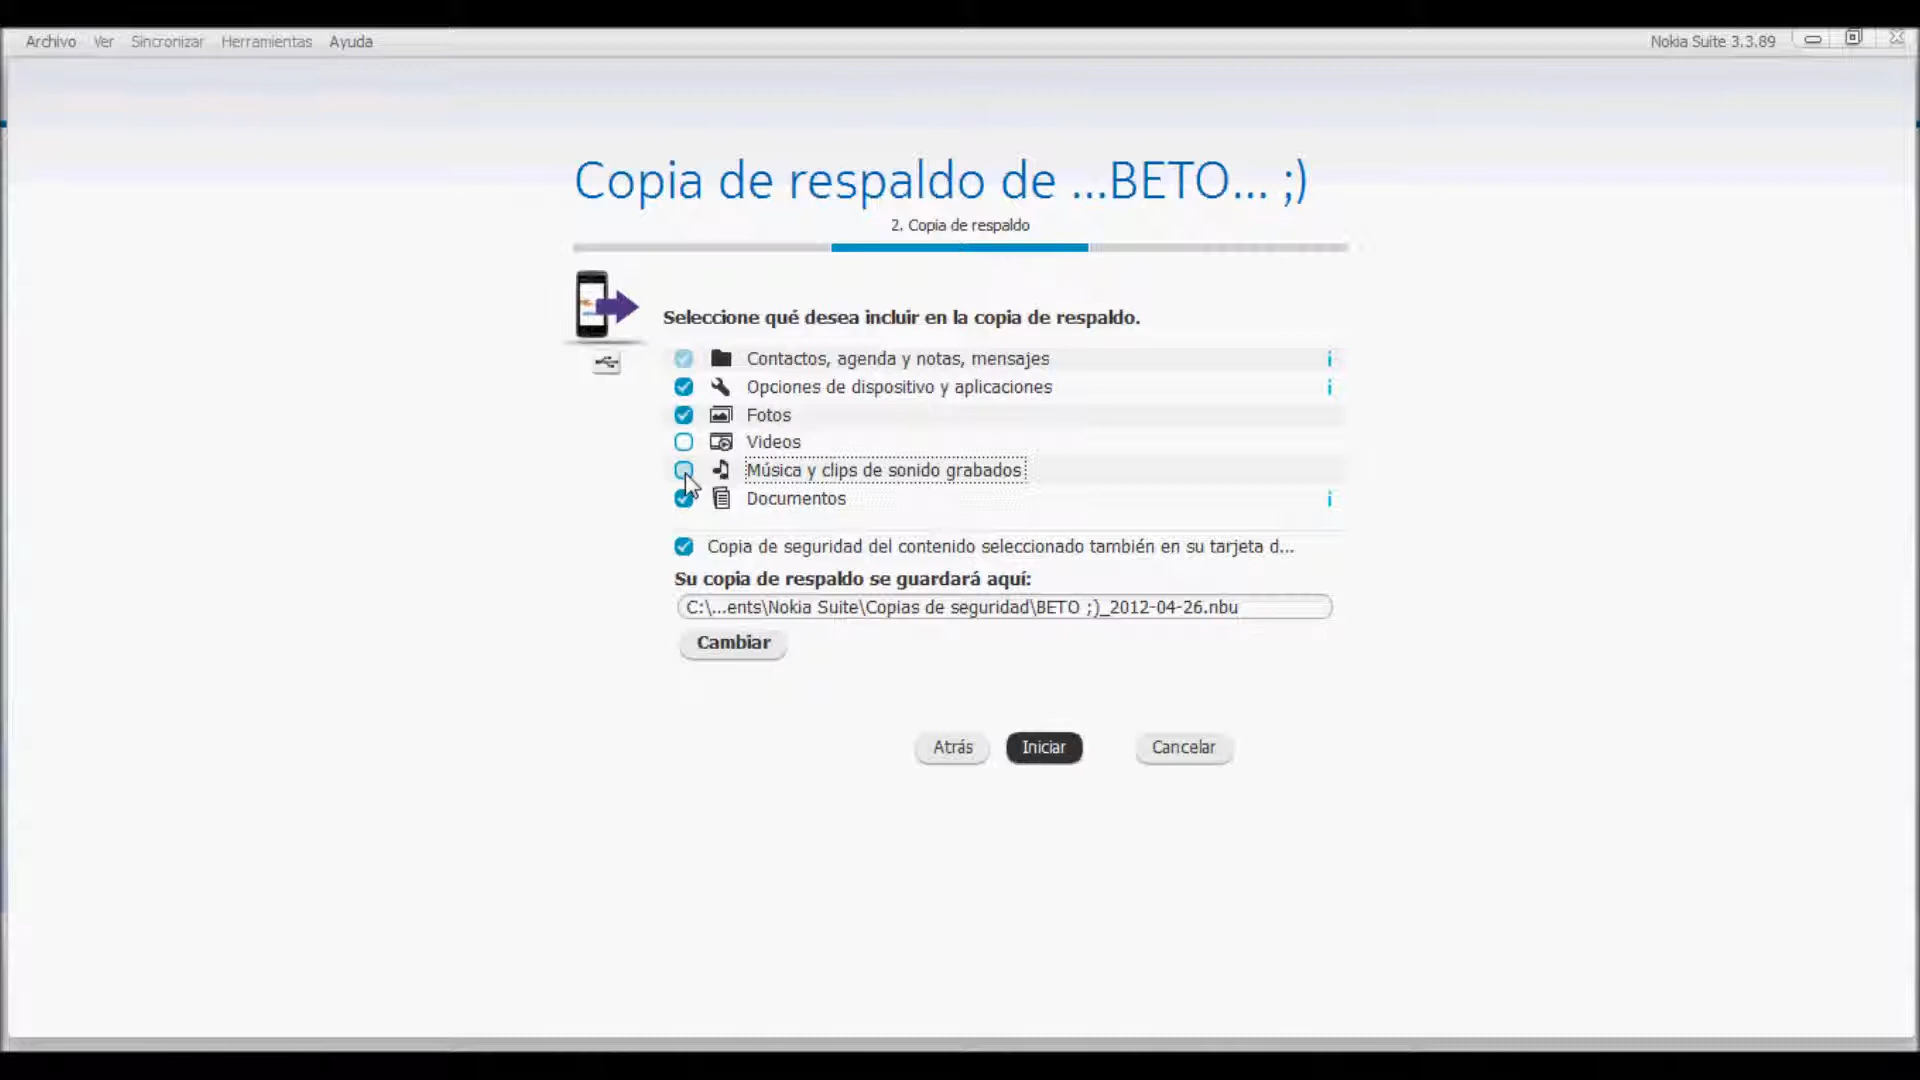 Archivo Ver Sincronizar Herramientas Ayuda
Nokia Suite 3.3.89
Copia de respaldo de ...BETO... ;)
2. Copia de respaldo
Seleccione qué desea incluir en la copia de respaldo.
Contactos, agenda y notas, mensajes
Opciones de dispositivo y aplicaciones
Fotos
Videos
Música y clips de sonido grabados
Documentos
Copia de seguridad del contenido seleccionado también en su tarjeta d...
Su copia de respaldo se guardará aquí:
C:\...ents\Nokia Suite\Copias de seguridad\BETO ;)_2012-04-26.nbu
Cambiar
Atrás Iniciar Cancelar